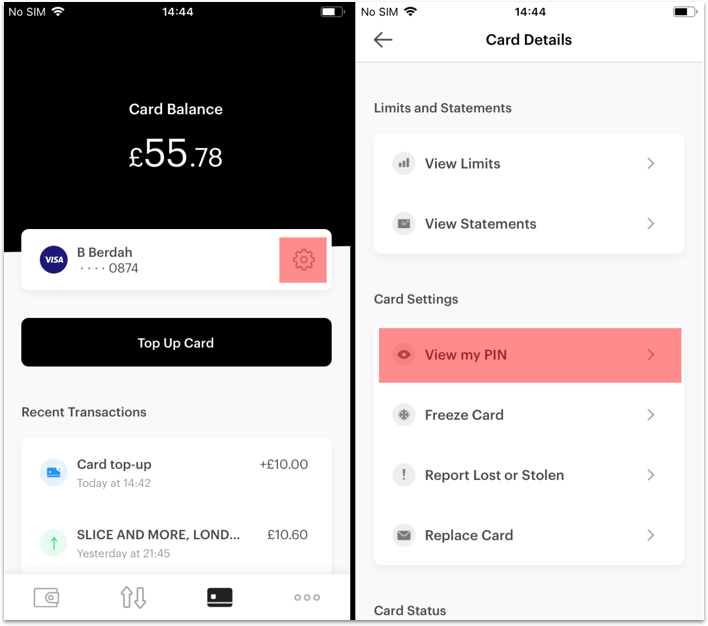 No SIM 14:44
Card Balance
£55.78
VISA
B Berdah
· · · · 0874
Top Up Card
Recent Transactions
Card top-up +£10.00
Today at 14:42
SLICE AND MORE, LOND... £10.60
Yesterday at 21:45
No SIM 14:44
Card Details
Limits and Statements
View Limits
View Statements
Card Settings
View my PIN
Freeze Card
Report Lost or Stolen
Replace Card
Card Status